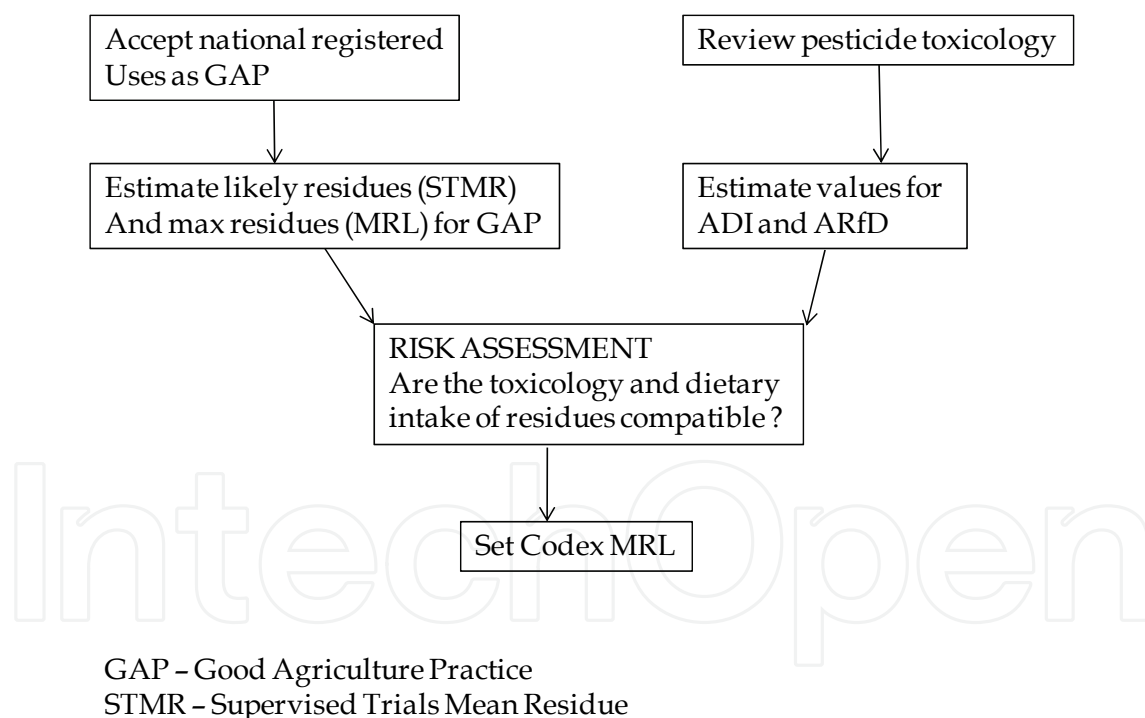 Accept national registered
Uses as GAP
Review pesticide toxicology
Estimate likely residues (STMR)
And max residues (MRL) for GAP
Estimate values for
ADI and ARfD
RISK ASSESSMENT
Are the toxicology and dietary
intake of residues compatible ?
Set Codex MRL
IntechOpen
GAP – Good Agriculture Practice
STMR – Supervised Trials Mean Residue